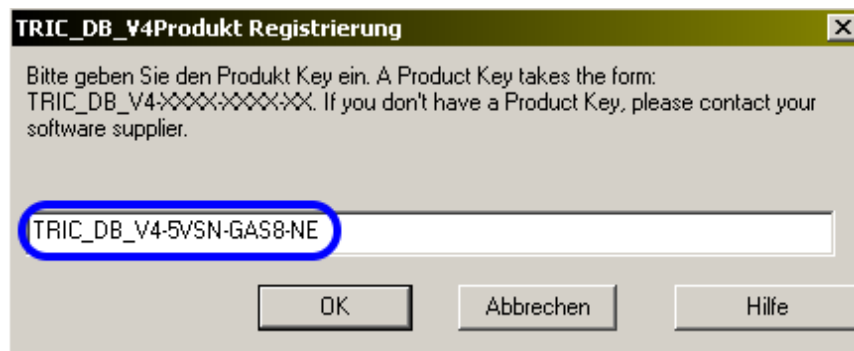 TRIC_DB_V4Produkt Registrierung
Bitte geben Sie den Produkt Key ein. A Product Key takes the form:
TRIC_DB_V4-XXXX-XXXX-XX. If you don't have a Product Key, please contact your
software supplier.
TRIC_DB_V4-5VSN-GAS8-NE
OK
Abbrechen
Hilfe